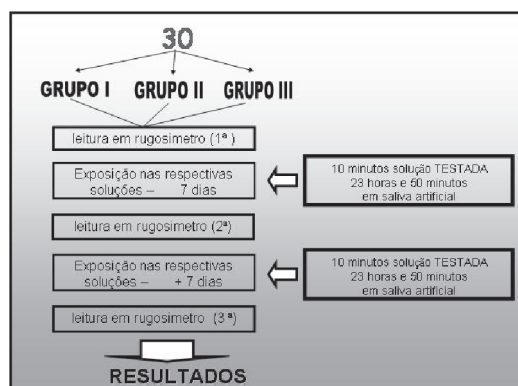 30
GRUPO I GRUPO II GRUPO III
leitura em rugosimetro (1ª)
Exposição nas respectivas
soluções – 7 dias
10 minutos solução TESTADA
23 horas e 50 minutos
em saliva artificial
leitura em rugosimetro (2ª)
Exposição nas respectivas
soluções – + 7 dias
10 minutos solução TESTADA
23 horas e 50 minutos
em saliva artificial
leitura em rugosimetro (3ª)
RESULTADOS